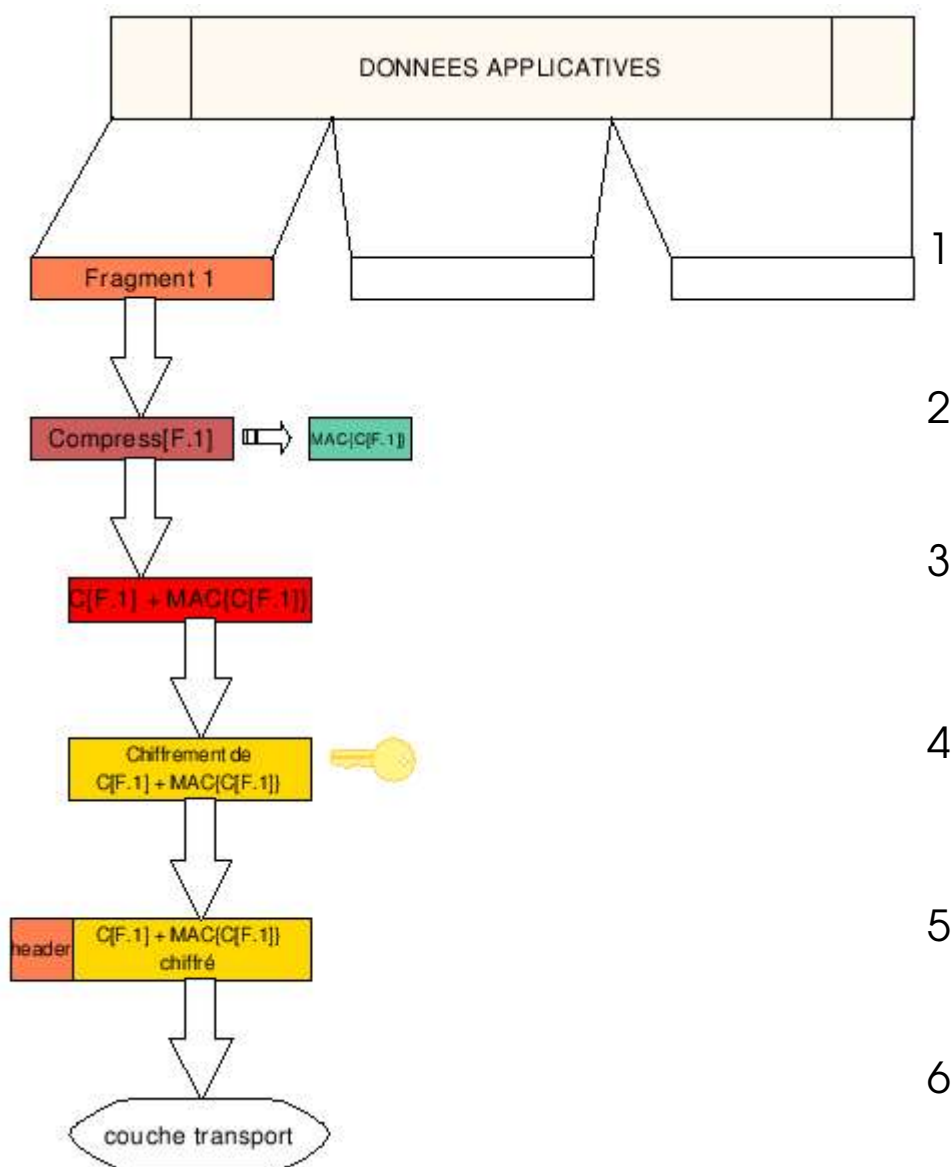 DONNEES APPLICATIVES
Fragment 1
1
Compress[F.1]
MAC{C[F.1]}
2
C[F.1] + MAC{C[F.1]}
3
Chiffrement de
C[F.1] + MAC{C[F.1]}
4
header
C[F.1] + MAC{C[F.1]}
chiffré
5
couche transport
6